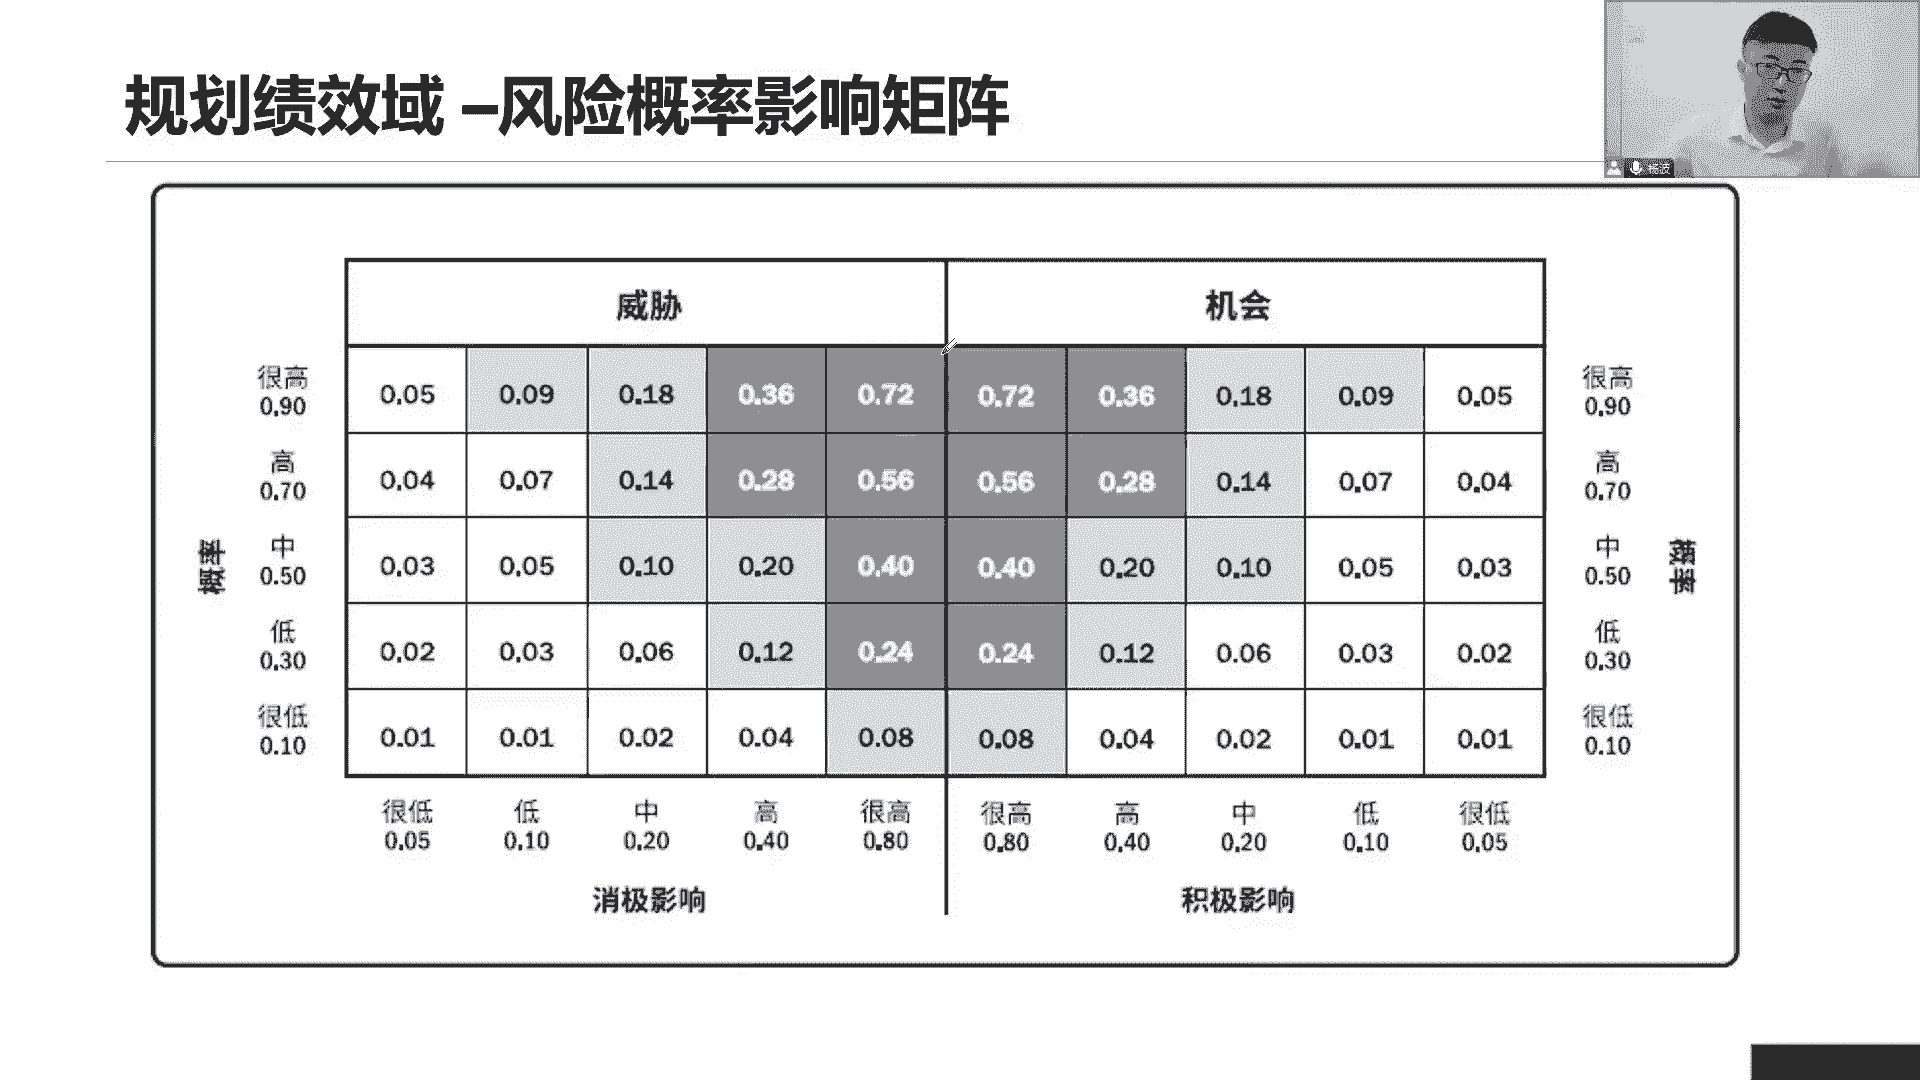 规划绩效域 –风险概率影响矩阵
杨波
威胁 机会
很高 很高
0.90 0.05 0.09 0.18 0.36 0.72 0.72 0.36 0.18 0.09 0.05 0.90
高 高
0.70 0.04 0.07 0.14 0.28 0.56 0.56 0.28 0.14 0.07 0.04 0.70
概率 概率
中 中
0.50 0.03 0.05 0.10 0.20 0.40 0.40 0.20 0.10 0.05 0.03 0.50
低 低
0.30 0.02 0.03 0.06 0.12 0.24 0.24 0.12 0.06 0.03 0.02 0.30
很低 很低
0.10 0.01 0.01 0.02 0.04 0.08 0.08 0.04 0.02 0.01 0.01 0.10
很低 低 中 高 很高 很高 高 中 低 很低
0.05 0.10 0.20 0.40 0.80 0.80 0.40 0.20 0.10 0.05
消极影响 积极影响